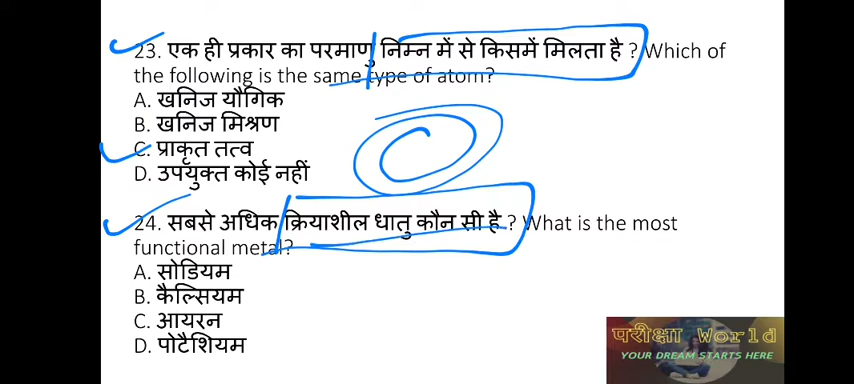 23. एक ही प्रकार का परमाणु निम्न में से किसमें मिलता है ? Which of
the following is the same type of atom?
A. खनिज यौगिक
B. खनिज मिश्रण
C. प्राकृत तत्व
D. उपयुक्त कोई नहीं
24. सबसे अधिक क्रियाशील धातु कौन सी है ? What is the most
functional metal?
A. सोडियम
B. कैल्सियम
C. आयरन
D. पोटैशियम
परीक्षा World
YOUR DREAM STARTS HERE